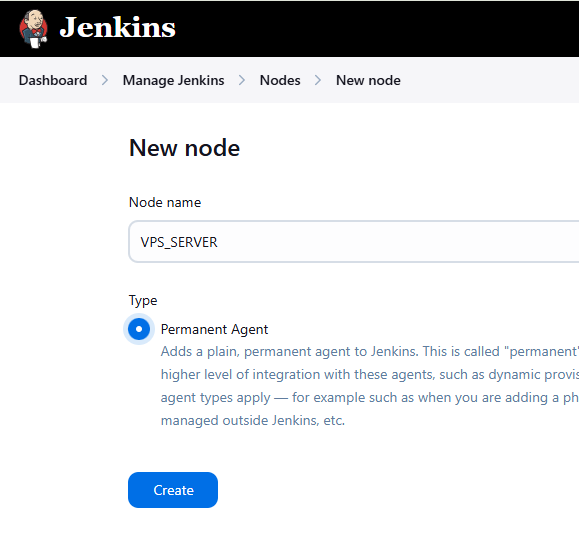 Jenkins
Dashboard > Manage Jenkins > Nodes > New node
New node
Node name
VPS_SERVER
Type
Permanent Agent
Adds a plain, permanent agent to Jenkins. This is called "permanent"
higher level of integration with these agents, such as dynamic
agent types apply — for example such as when you are adding a
managed outside Jenkins, etc.
Create